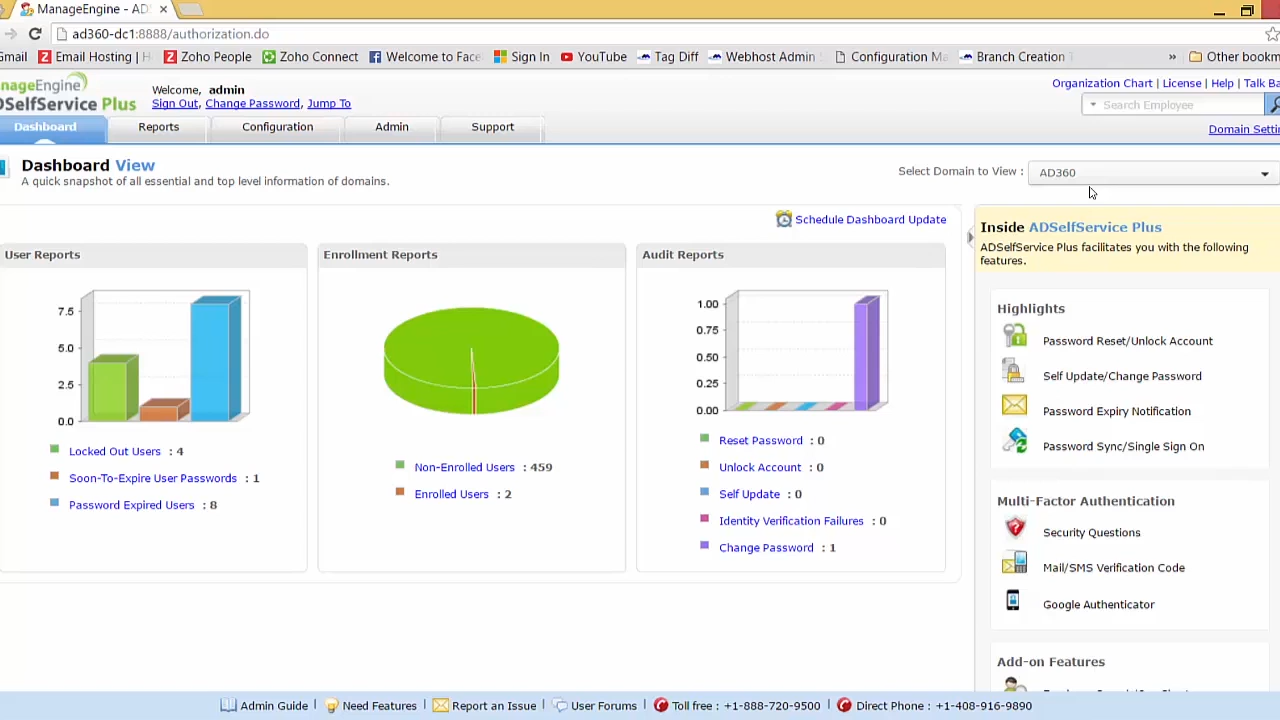 ManageEngine - AD
ad360-dc1:8888/authorization.do
Gmail Email Hosting | H Zoho People Zoho Connect Welcome to Face Sign In YouTube Tag Diff Webhost Admin Configuration Ma Branch Creation T » Other bookm
nageEngine
DSelfService Plus
Welcome, admin
Sign Out, Change Password, Jump To
Organization Chart | License | Help | Talk Ba
Search Employee
Dashboard Reports Configuration Admin Support
Domain Setti
Dashboard View
A quick snapshot of all essential and top level information of domains.
Select Domain to View : AD360
Schedule Dashboard Update
User Reports
7.5
5.0
2.5
0.0
Locked Out Users : 4
Soon-To-Expire User Passwords : 1
Password Expired Users : 8
Enrollment Reports
Non-Enrolled Users : 459
Enrolled Users : 2
Audit Reports
1.00
0.75
0.50
0.25
0.00
Reset Password : 0
Unlock Account : 0
Self Update : 0
Identity Verification Failures : 0
Change Password : 1
Inside ADSelfService Plus
ADSelfService Plus facilitates you with the following
features.
Highlights
Password Reset/Unlock Account
Self Update/Change Password
Password Expiry Notification
Password Sync/Single Sign On
Multi-Factor Authentication
Security Questions
Mail/SMS Verification Code
Google Authenticator
Add-on Features
Admin Guide | Need Features | Report an Issue | User Forums | Toll free : +1-888-720-9500 | Direct Phone : +1-408-916-9890